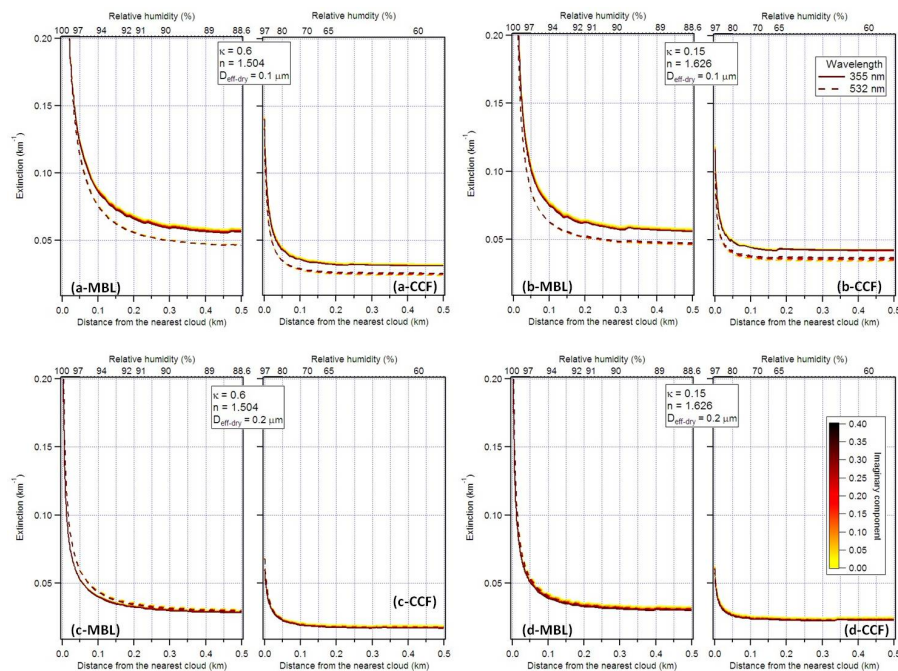 Relative humidity (%)
100 97 94 92 91 90 89 88.6
Relative humidity (%)
97 80 70 65 60
κ = 0.6
n = 1.504
D_eff-dry = 0.1 μm
0.20
0.15
0.10
0.05
Extinction (km⁻¹)
(a-MBL)
(a-CCF)
0.0 0.1 0.2 0.3 0.4 0.5
Distance from the nearest cloud (km)
0.0 0.1 0.2 0.3 0.4 0.5
Distance from the nearest cloud (km)
Relative humidity (%)
100 97 94 92 91 90 89 88.6
Relative humidity (%)
97 80 70 65 60
κ = 0.15
n = 1.626
D_eff-dry = 0.1 μm
Wavelength
355 nm
532 nm
0.20
0.15
0.10
0.05
Extinction (km⁻¹)
(b-MBL)
(b-CCF)
0.0 0.1 0.2 0.3 0.4 0.5
Distance from the nearest cloud (km)
0.0 0.1 0.2 0.3 0.4 0.5
Distance from the nearest cloud (km)
Relative humidity (%)
100 97 94 92 91 90 89 88.6
Relative humidity (%)
97 80 70 65 60
κ = 0.6
n = 1.504
D_eff-dry = 0.2 μm
0.20
0.15
0.10
0.05
Extinction (km⁻¹)
(c-MBL)
(c-CCF)
0.0 0.1 0.2 0.3 0.4 0.5
Distance from the nearest cloud (km)
0.0 0.1 0.2 0.3 0.4 0.5
Distance from the nearest cloud (km)
Relative humidity (%)
100 97 94 92 91 90 89 88.6
Relative humidity (%)
97 80 70 65 60
κ = 0.15
n = 1.626
D_eff-dry = 0.2 μm
0.20
0.15
0.10
0.05
Extinction (km⁻¹)
0.40
0.35
0.30
0.25
0.20
0.15
0.10
0.05
0.00
Imaginary component
(d-MBL)
(d-CCF)
0.0 0.1 0.2 0.3 0.4 0.5
Distance from the nearest cloud (km)
0.0 0.1 0.2 0.3 0.4 0.5
Distance from the nearest cloud (km)